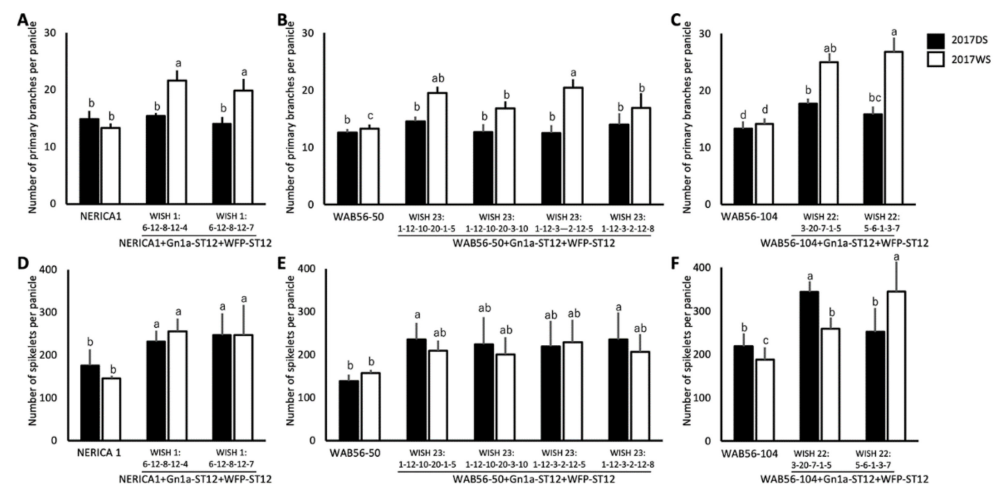 A
Number of primary branches per panicle
30
20
10
0
b b b a b a
NERICA1
WISH 1:
6-12-8-12-4
WISH 1:
6-12-8-12-7
NERICA1+Gn1a-ST12+WFP-ST12
B
Number of primary branches per panicle
30
20
10
0
b c b ab b b b a b b
WAB56-50
WISH 23:
1-12-10-20-1-5
WISH 23:
1-12-10-20-3-10
WISH 23:
1-12-3—2-12-5
WISH 23:
1-12-3-2-12-8
WAB56-50+Gn1a-ST12+WFP-ST12
C
Number of primary branches per panicle
30
20
10
0
d d b ab bc a
WAB56-104
WISH 22:
3-20-7-1-5
WISH 22:
5-6-1-3-7
WAB56-104+Gn1a-ST12+WFP-ST12
2017DS
2017WS
D
Number of spikelets per panicle
400
300
200
100
0
b b a a a a
NERICA 1
WISH 1:
6-12-8-12-4
WISH 1:
6-12-8-12-7
NERICA1+Gn1a-ST12+WFP-ST12
E
Number of spikelets per panicle
400
300
200
100
0
b b a ab ab ab ab ab a ab
WAB56-50
WISH 23:
1-12-10-20-1-5
WISH 23:
1-12-10-20-3-10
WISH 23:
1-12-3-2-12-5
WISH 23:
1-12-3-2-12-8
WAB56-50+Gn1a-ST12+WFP-ST12
F
Number of spikelets per panicle
400
300
200
100
0
b c a b b a
WAB56-104
WISH 22:
3-20-7-1-5
WISH 22:
5-6-1-3-7
WAB56-104+Gn1a-ST12+WFP-ST12